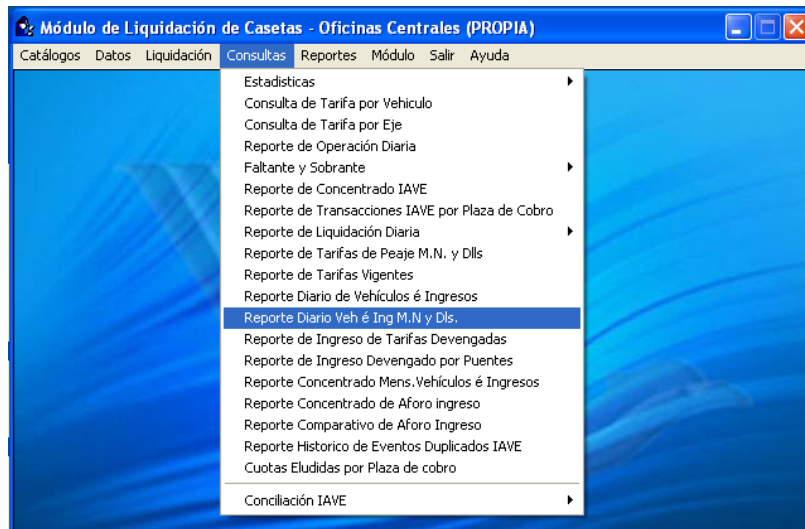 Módulo de Liquidación de Casetas - Oficinas Centrales (PROPIA)
Catálogos Datos Liquidación Consultas Reportes Módulo Salir Ayuda
Estadisticas
Consulta de Tarifa por Vehiculo
Consulta de Tarifa por Eje
Reporte de Operación Diaria
Faltante y Sobrante
Reporte de Concentrado IAVE
Reporte de Transacciones IAVE por Plaza de Cobro
Reporte de Liquidación Diaria
Reporte de Tarifas de Peaje M.N. y Dlls
Reporte de Tarifas Vigentes
Reporte Diario de Vehículos é Ingresos
Reporte Diario Veh é Ing M.N y Dls.
Reporte de Ingreso de Tarifas Devengadas
Reporte de Ingreso Devengado por Puentes
Reporte Concentrado Mens.Vehículos é Ingresos
Reporte Concentrado de Aforo ingreso
Reporte Comparativo de Aforo Ingreso
Reporte Historico de Eventos Duplicados IAVE
Cuotas Eludidas por Plaza de cobro
Conciliación IAVE